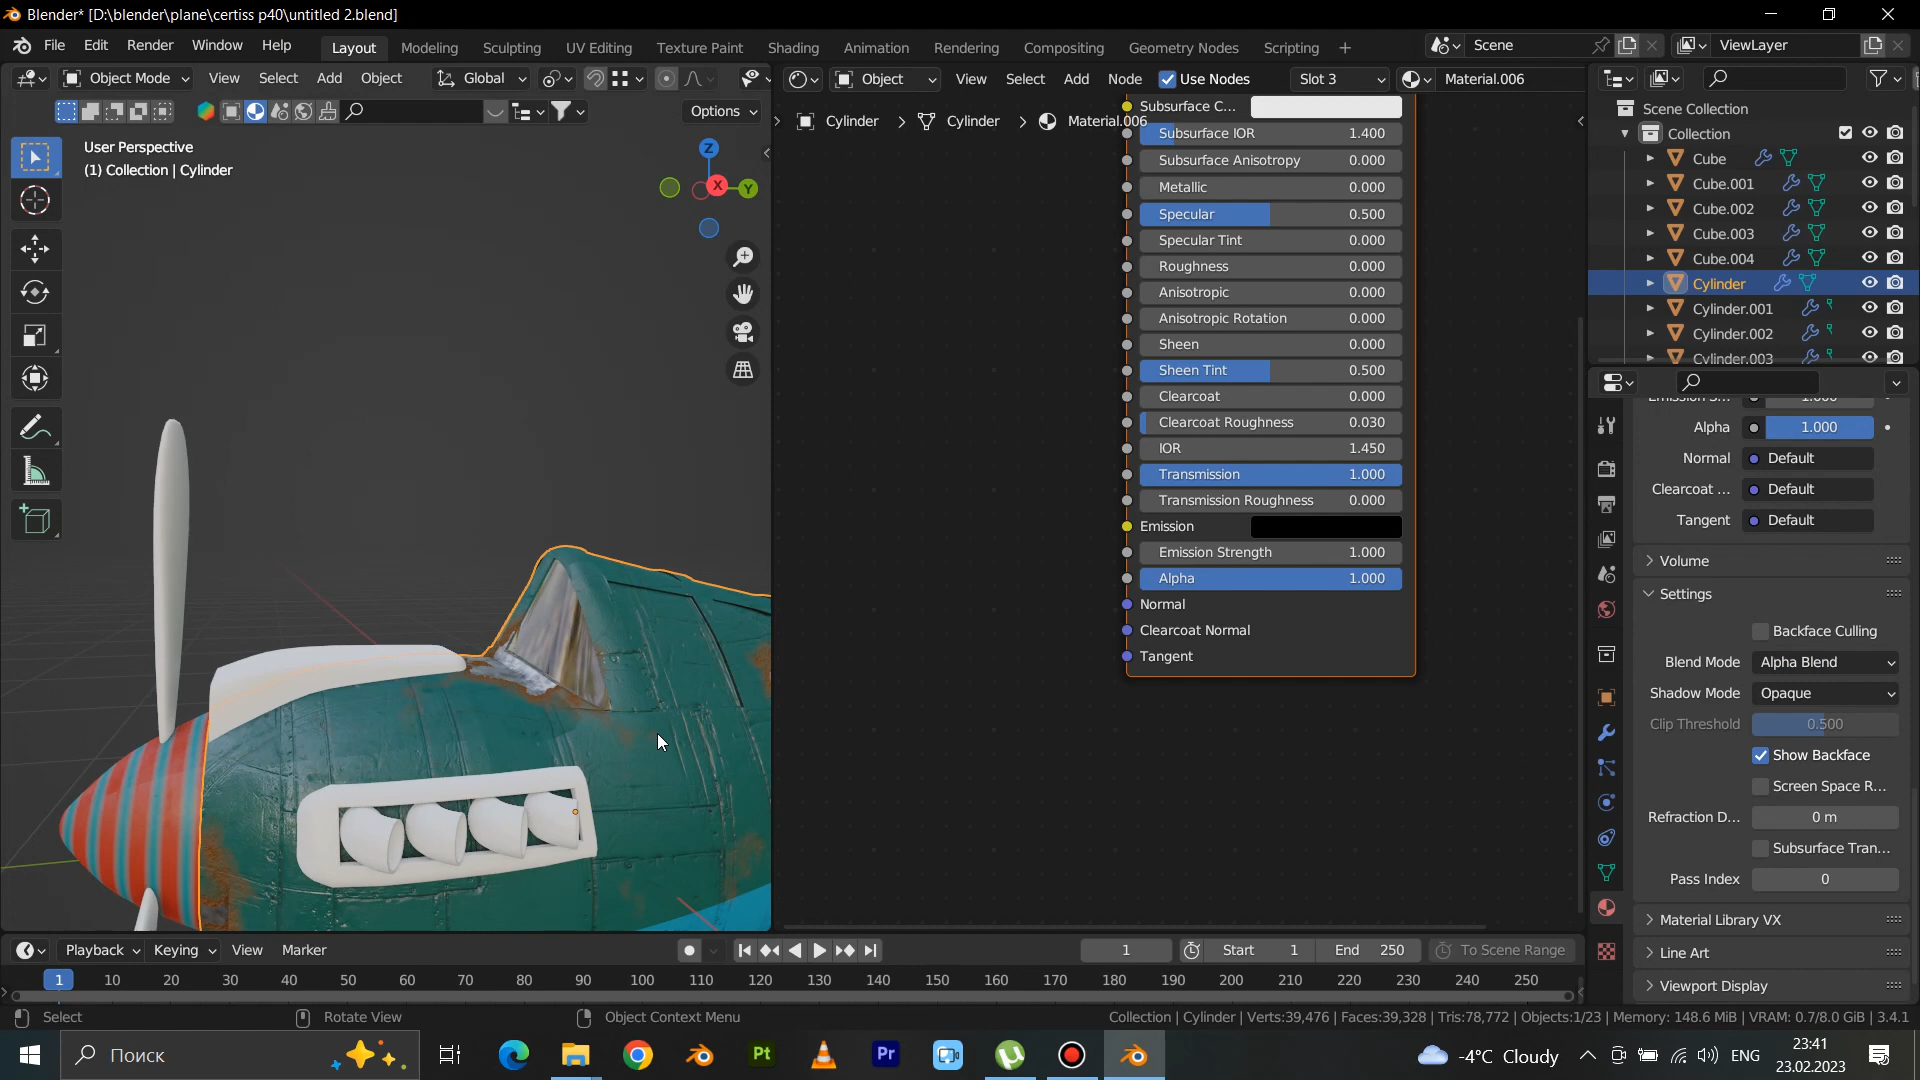 Blender* [D:\blender\plane\certiss p40\untitled 2.blend]
File Edit Render Window Help Layout Modeling Sculpting UV Editing Texture Paint Shading Animation Rendering Compositing Geometry Nodes Scripting + Scene ViewLayer
Object Mode View Select Add Object Global Object View Select Add Node Use Nodes Slot 3 Material.006
Options
User Perspective
(1) Collection | Cylinder
Z
X
Y
Cylinder > Cylinder > Material.006
Subsurface C...
Subsurface IOR 1.400
Subsurface Anisotropy 0.000
Metallic 0.000
Specular 0.500
Specular Tint 0.000
Roughness 0.000
Anisotropic 0.000
Anisotropic Rotation 0.000
Sheen 0.000
Sheen Tint 0.500
Clearcoat 0.000
Clearcoat Roughness 0.030
IOR 1.450
Transmission 1.000
Transmission Roughness 0.000
Emission
Emission Strength 1.000
Alpha 1.000
Normal
Clearcoat Normal
Tangent
Scene Collection
Collection
Cube
Cube.001
Cube.002
Cube.003
Cube.004
Cylinder
Cylinder.001
Cylinder.002
Cylinder.003
Emission S... 1.000
Alpha 1.000
Normal Default
Clearcoat ... Default
Tangent Default
Volume
Settings
Backface Culling
Blend Mode Alpha Blend
Shadow Mode Opaque
Clip Threshold 0.500
Show Backface
Screen Space R...
Refraction D... 0 m
Subsurface Tran...
Pass Index 0
Material Library VX
Line Art
Viewport Display
Playback Keying View Marker 1 Start 1 End 250 To Scene Range
1 10 20 30 40 50 60 70 80 90 100 110 120 130 140 150 160 170 180 190 200 210 220 230 240 250
Select Rotate View Object Context Menu Collection | Cylinder | Verts:39,476 | Faces:39,328 | Tris:78,772 | Objects:1/23 | Memory: 148.6 MiB | VRAM: 0.7/8.0 GiB | 3.4.1
Поиск Pt Pr -4°C Cloudy ENG 23:41
23.02.2023